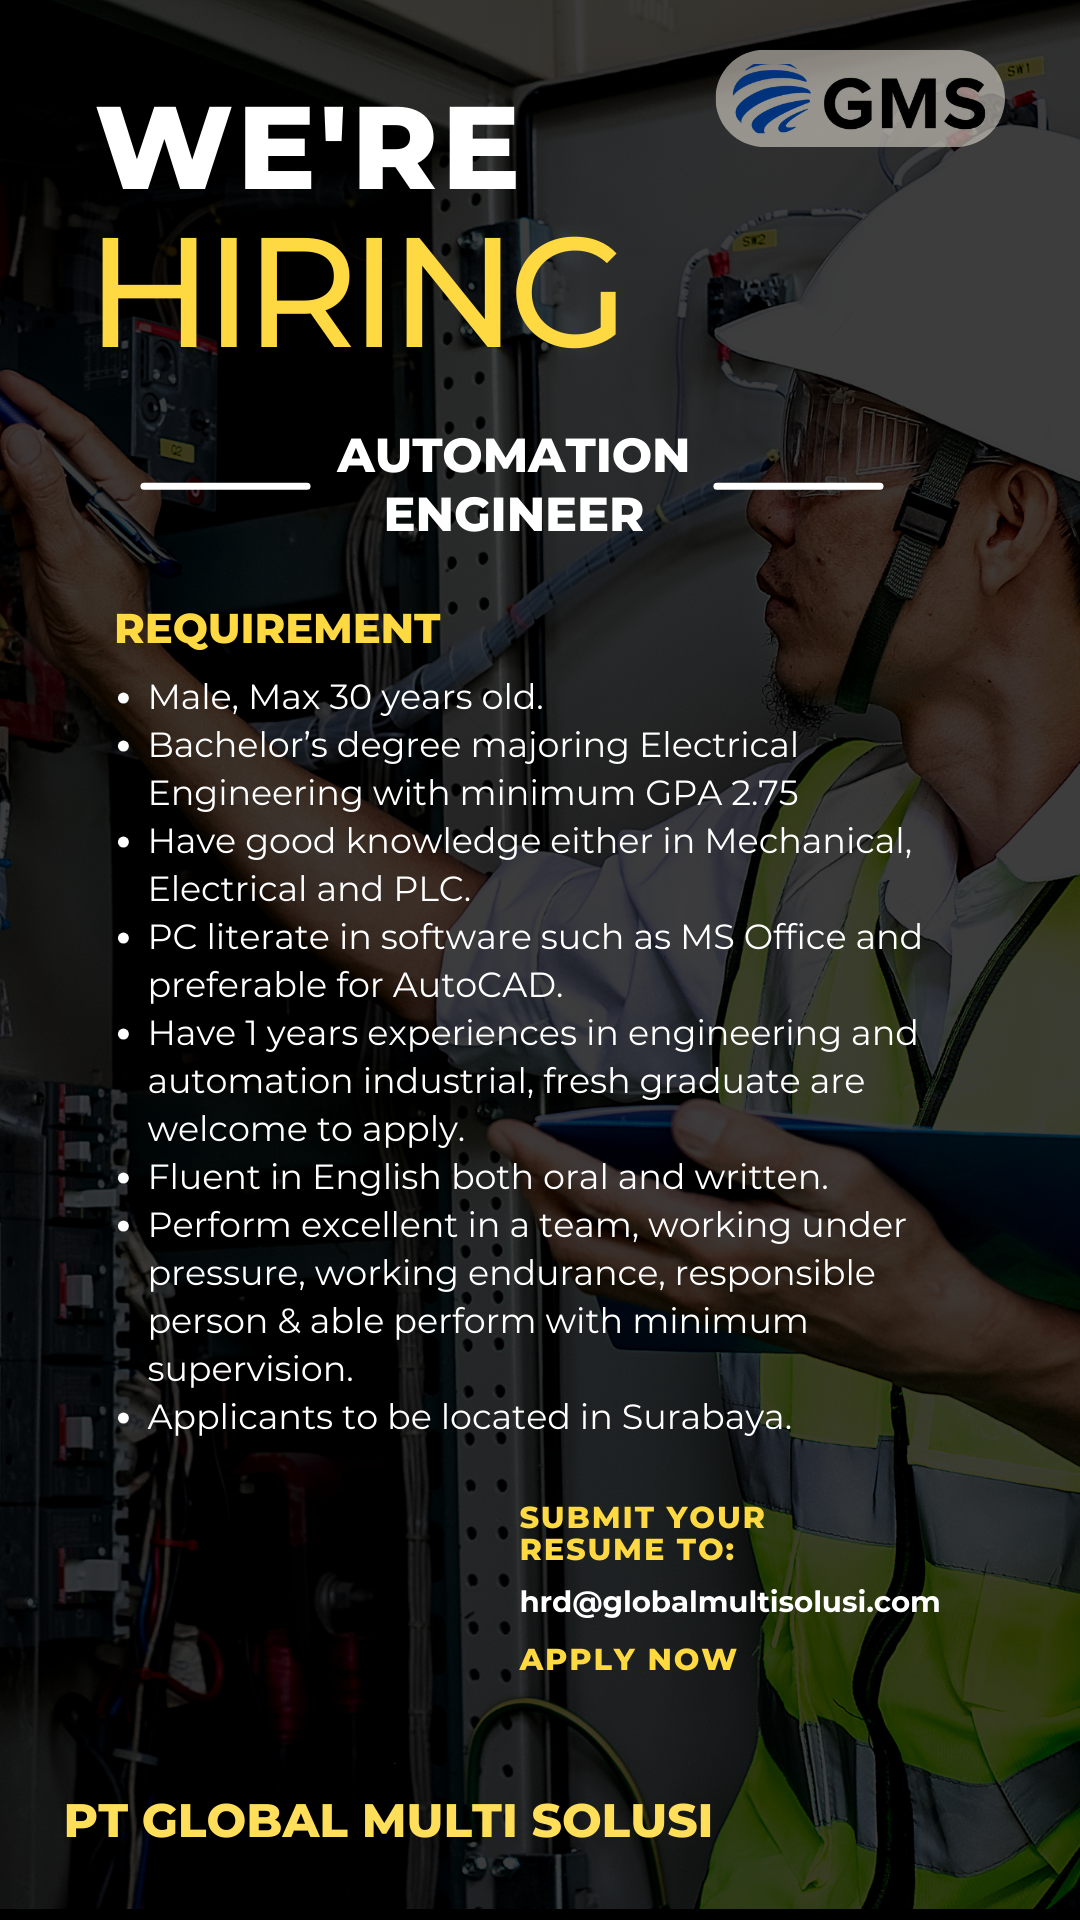 GMS
WE'RE
HIRING
AUTOMATION
ENGINEER
REQUIREMENT
• Male, Max 30 years old.
• Bachelor’s degree majoring Electrical
Engineering with minimum GPA 2.75
• Have good knowledge either in Mechanical,
Electrical and PLC.
• PC literate in software such as MS Office and
preferable for AutoCAD.
• Have 1 years experiences in engineering and
automation industrial, fresh graduate are
welcome to apply.
• Fluent in English both oral and written.
• Perform excellent in a team, working under
pressure, working endurance, responsible
person & able perform with minimum
supervision.
• Applicants to be located in Surabaya.
SUBMIT YOUR
RESUME TO:
hrd@globalmultisolusi.com
APPLY NOW
PT GLOBAL MULTI SOLUSI
SW1
SW2
Q2